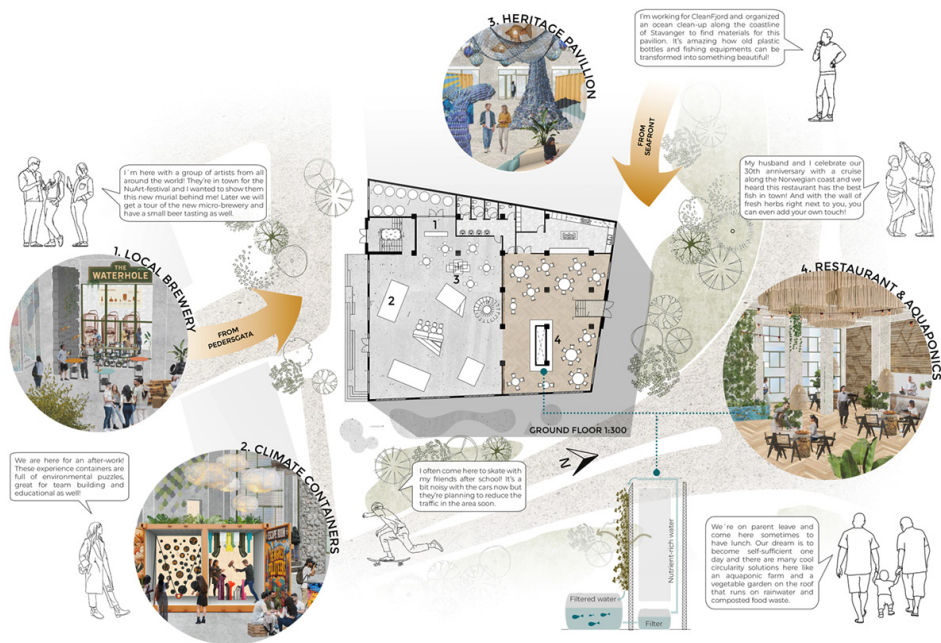 3. HERITAGE PAVILLION
I'm working for CleanFjord and organized
an ocean clean-up along the coastline
of Stavanger to find materials for this
pavilion. It's amazing how old plastic
bottles and fishing equipments can be
transformed into something beautiful!
FROM
SEAFRONT
I´m here with a group of artists from all
around the world! They're in town for the
NuArt-festival and I wanted to show them
this new murial behind me! Later we will
get a tour of the new micro-brewery and
have a small beer tasting as well.
My husband and I celebrate our
30th anniversary with a cruise
along the Norwegian coast and we
heard this restaurant has the best
fish in town! And with the wall of
fresh herbs right next to you, you
can even add your own touch!
1. LOCAL BREWERY
THE
WATERHOLE
FROM
PEDERSGATA
1
2
3
4
4. RESTAURANT & AQUAPONICS
GROUND FLOOR 1:300
N
2. CLIMATE CONTAINERS
We are here for an after-work!
These experience containers are
full of environmental puzzles,
great for team building and
educational as well!
I often come here to skate with
my friends after school! It's a
bit noisy with the cars now but
they're planning to reduce the
traffic in the area soon.
Nutrient-rich water
Filtered water
Filter
We´re on parent leave and
come here sometimes to
have lunch. Our dream is to
become self-sufficient one
day and there are many cool
circularity solutions here like
an aquaponic farm and a
vegetable garden on the roof
that runs on rainwater and
composted food waste.